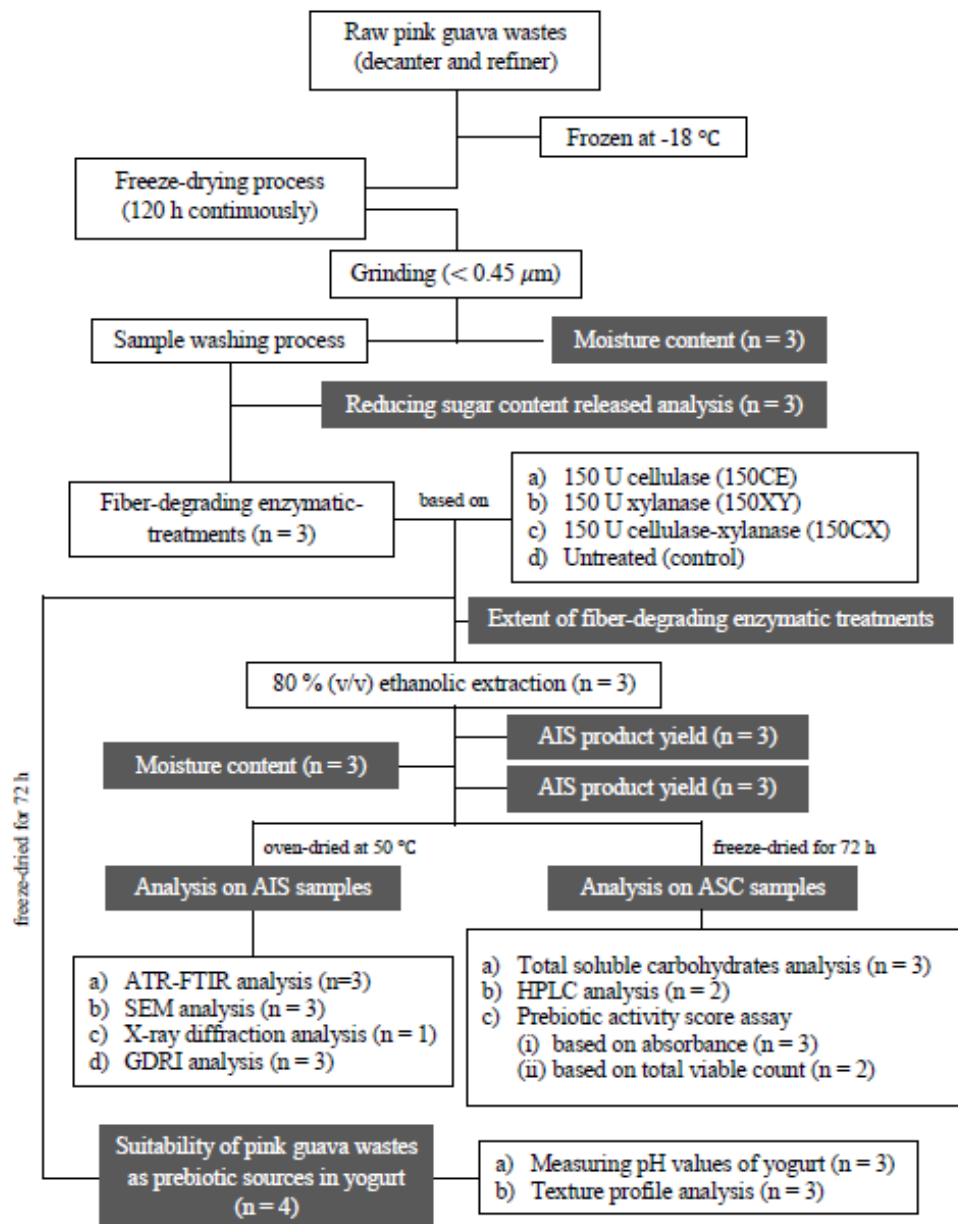 Raw pink guava wastes
(decanter and refiner)
Frozen at -18 °C
Freeze-drying process
(120 h continuously)
Grinding (< 0.45 μm)
Sample washing process
Moisture content (n = 3)
Reducing sugar content released analysis (n = 3)
Fiber-degrading enzymatic-
treatments (n = 3)
based on
a) 150 U cellulase (150CE)
b) 150 U xylanase (150XY)
c) 150 U cellulase-xylanase (150CX)
d) Untreated (control)
Extent of fiber-degrading enzymatic treatments
80 % (v/v) ethanolic extraction (n = 3)
AIS product yield (n = 3)
Moisture content (n = 3)
AIS product yield (n = 3)
freeze-dried for 72 h
oven-dried at 50 °C
freeze-dried for 72 h
Analysis on AIS samples
Analysis on ASC samples
a) ATR-FTIR analysis (n=3)
b) SEM analysis (n = 3)
c) X-ray diffraction analysis (n = 1)
d) GDRI analysis (n = 3)
a) Total soluble carbohydrates analysis (n = 3)
b) HPLC analysis (n = 2)
c) Prebiotic activity score assay
(i) based on absorbance (n = 3)
(ii) based on total viable count (n = 2)
Suitability of pink guava wastes
as prebiotic sources in yogurt
(n = 4)
a) Measuring pH values of yogurt (n = 3)
b) Texture profile analysis (n = 3)